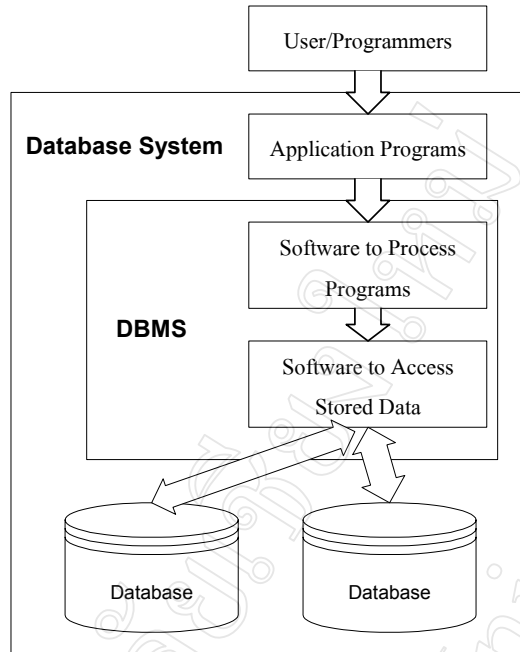 User/Programmers
Database System
Application Programs
Software to Process
Programs
DBMS
Software to Access
Stored Data
Database
Database